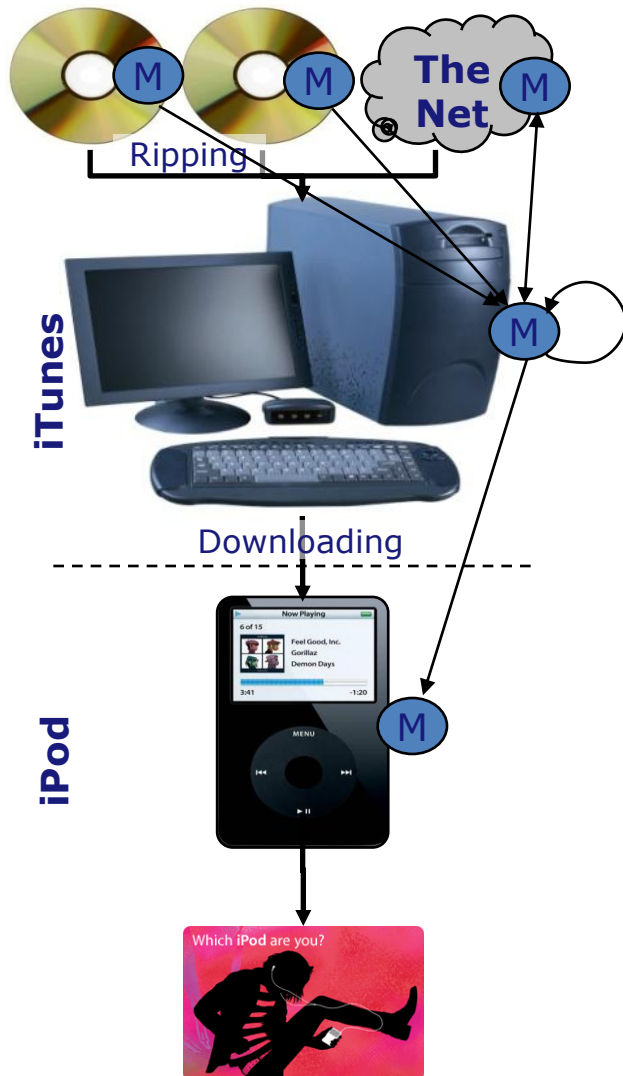 M
M
The
Net
M
@
Ripping
iTunes
M
Downloading
Now Playing
6 of 15
Feel Good, Inc.
Gorillaz
Demon Days
3:41
-1:20
iPod
M
MENU
Which iPod are you?